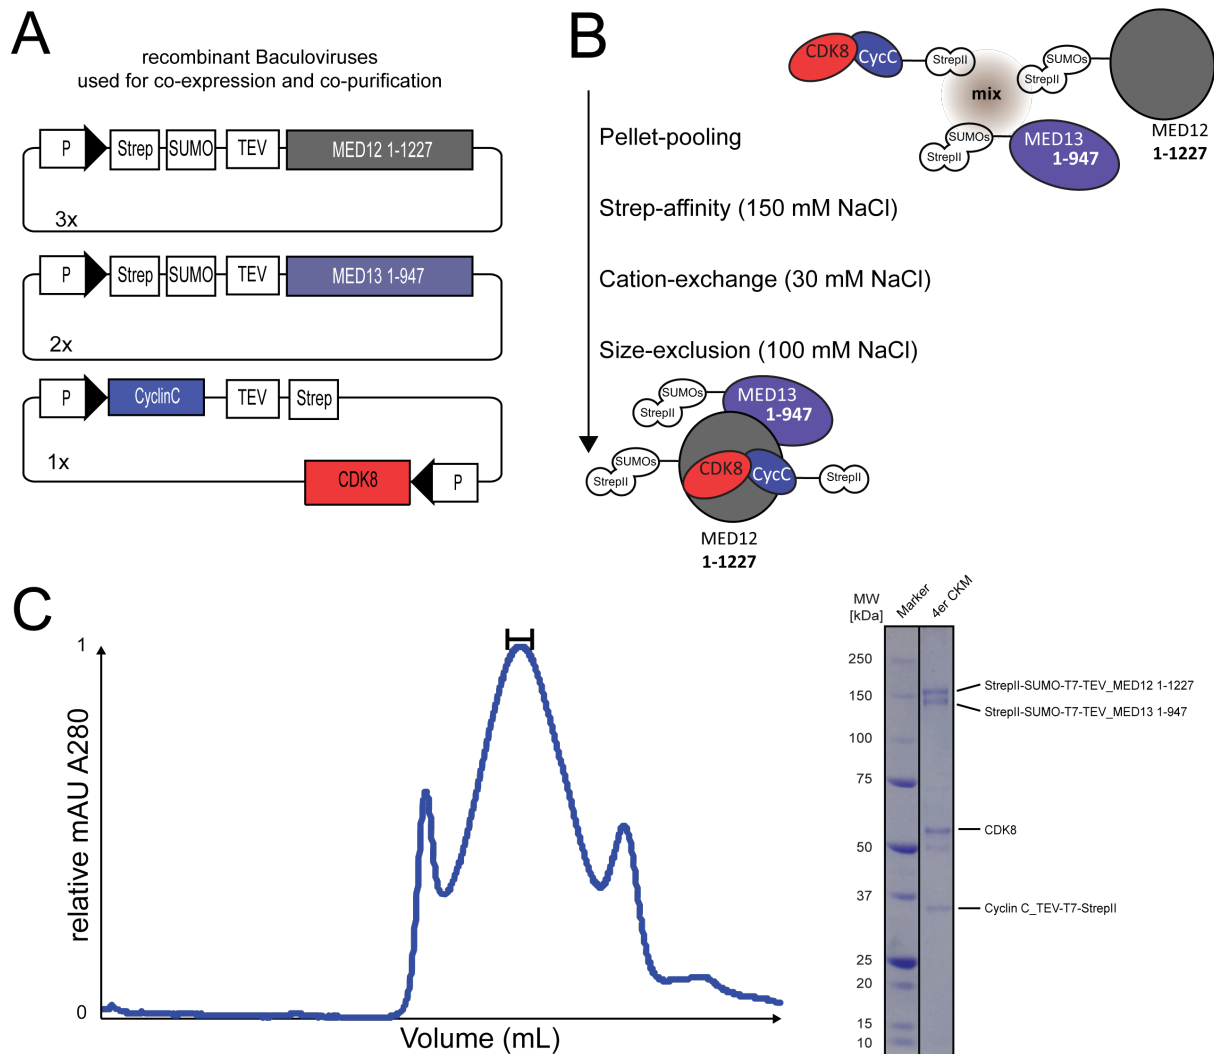 A
recombinant Baculoviruses
used for co-expression and co-purification
P Strep SUMO TEV MED12 1-1227
3x
P Strep SUMO TEV MED13 1-947
2x
P CyclinC TEV Strep
1x
CDK8 P
B
CDK8 CycC StrepII
SUMOs
StrepII
mix
SUMOs
StrepII
MED13
1-947
MED12
1-1227
Pellet-pooling
Strep-affinity (150 mM NaCl)
Cation-exchange (30 mM NaCl)
Size-exclusion (100 mM NaCl)
SUMOs
StrepII
MED13
1-947
SUMOs
StrepII
CDK8 CycC StrepII
MED12
1-1227
C
1
relative mAU A280
0
Volume (mL)
MW
[kDa]
Marker
4er CKM
250
150
100
75
50
37
25
20
15
10
StrepII-SUMO-T7-TEV_MED12 1-1227
StrepII-SUMO-T7-TEV_MED13 1-947
CDK8
Cyclin C_TEV-T7-StrepII